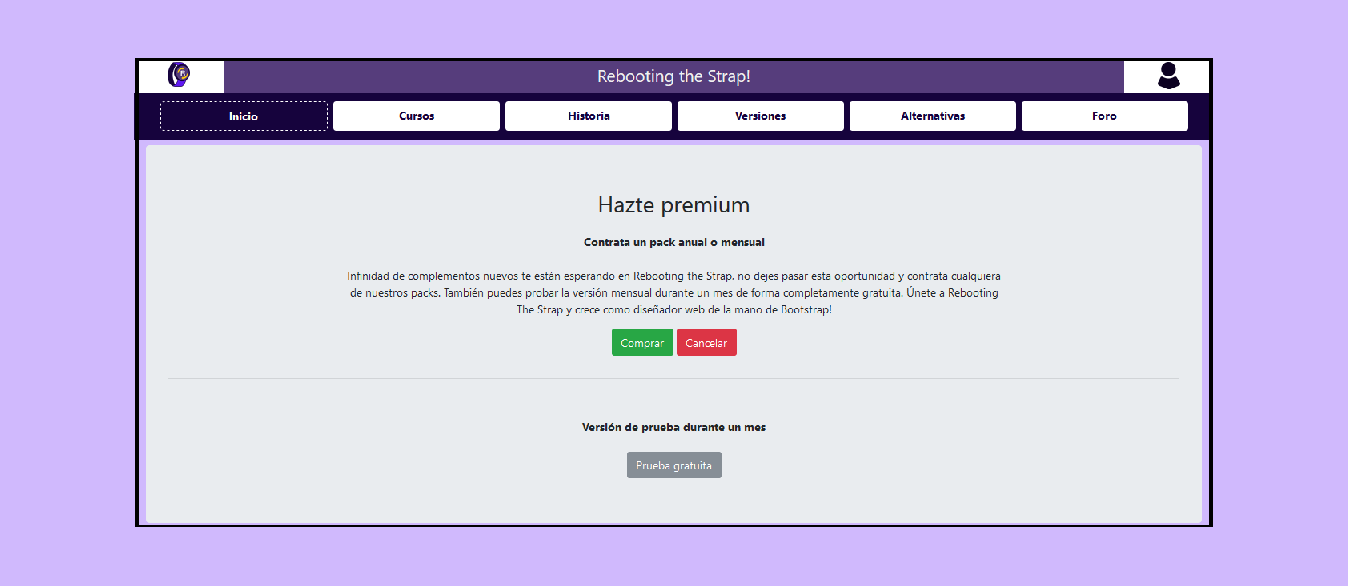 Rebooting the Strap!
Inicio
Cursos
Historia
Versiones
Alternativas
Foro
Hazte premium
Contrata un pack anual o mensual
Infinidad de complementos nuevos te están esperando en Rebooting the Strap, no dejes pasar esta oportunidad y contrata cualquiera
de nuestros packs. También puedes probar la versión mensual durante un mes de forma completamente gratuita. Únete a Rebooting
The Strap y crece como diseñador web de la mano de Bootstrap!
Comprar
Cancelar
Versión de prueba durante un mes
Prueba gratuita